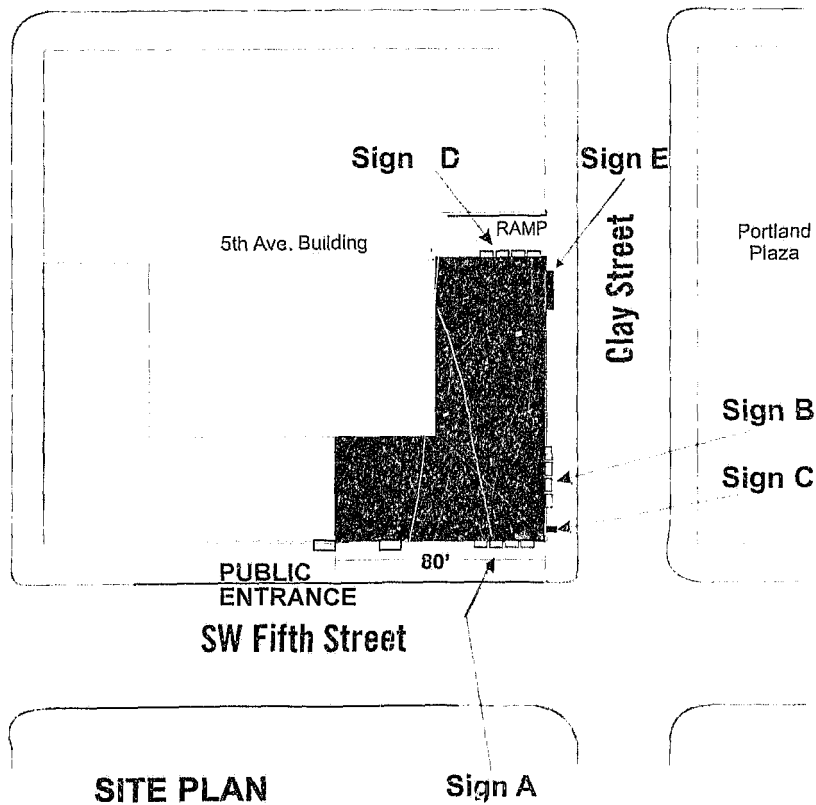 Sign D
Sign E
RAMP
5th Ave. Building
Clay Street
Portland
Plaza
Sign B
Sign C
80'
PUBLIC
ENTRANCE
SW Fifth Street
SITE PLAN
Sign A